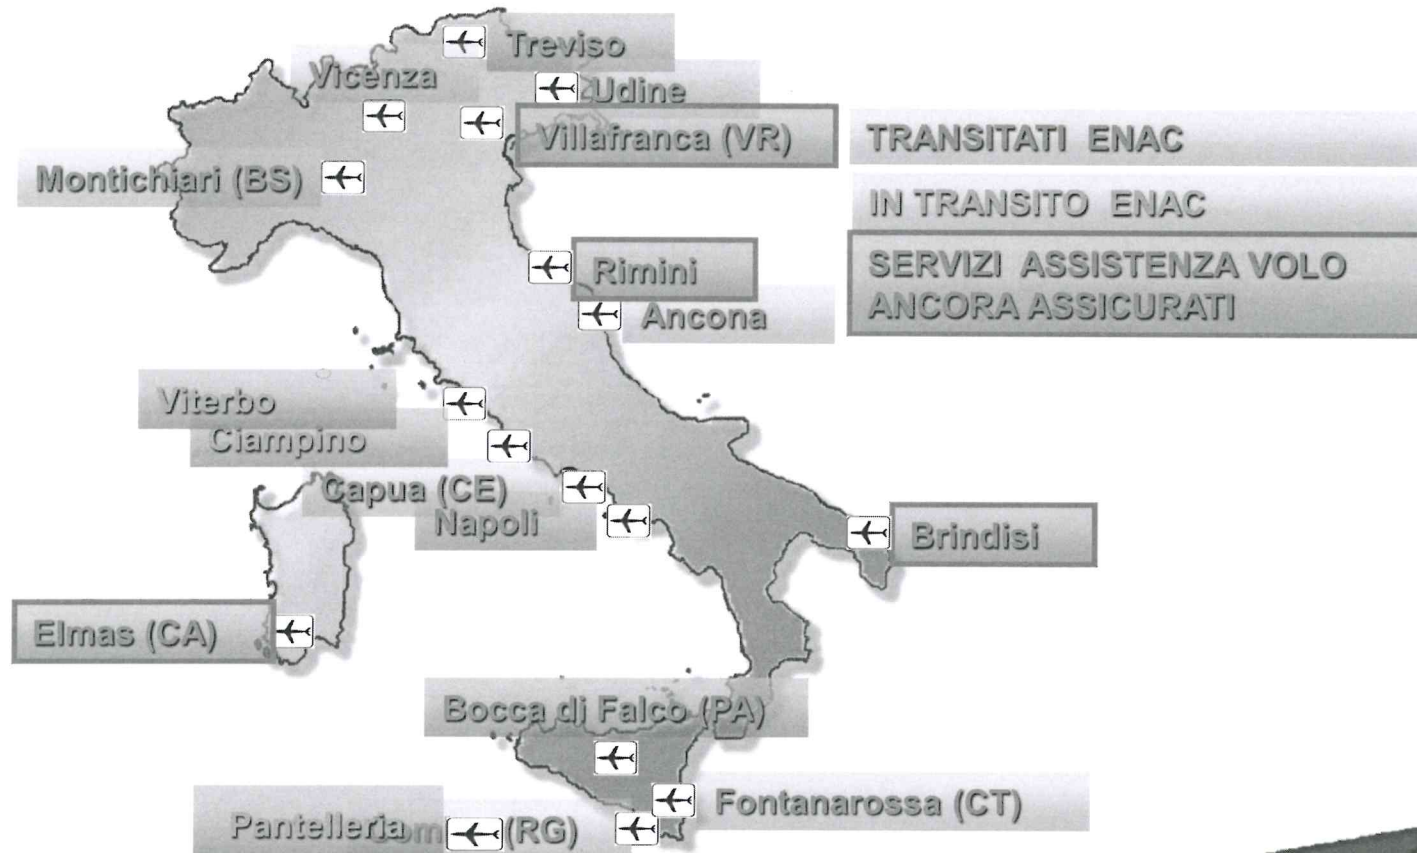 Treviso
Vicenza
Udine
Villafranca (VR)
TRANSITATI ENAC
Montichiari (BS)
IN TRANSITO ENAC
SERVIZI ASSISTENZA VOLO
ANCORA ASSICURATI
Rimini
Ancona
Viterbo
Ciampino
Capua (CE)
Napoli
Brindisi
Elmas (CA)
Bocca di Falco (PA)
Fontanarossa (CT)
Pantelleria
(RG)